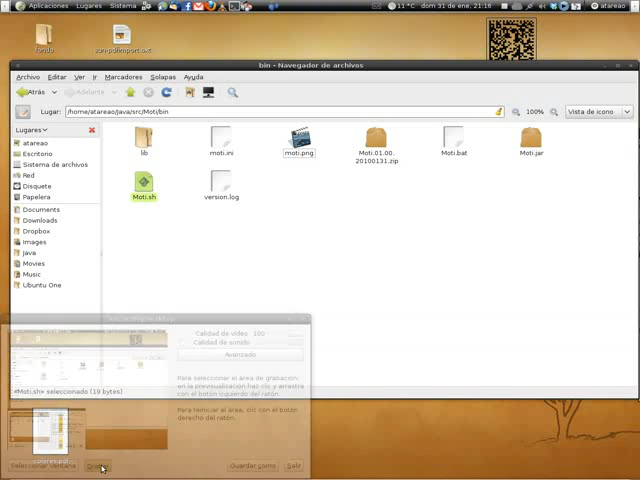 Aplicaciones Lugares Sistema 11 °C dom 31 de ene, 21:16 atareao
fondo
sun-pdfimport.oxt
bin - Navegador de archivos
Archivo Editar Ver Ir Marcadores Solapas Ayuda
Atrás Adelante
Lugar: /home/atareao/java/src/Moti/bin 100% Vista de icono
Lugares
atareao
Escritorio
Sistema de archivos
Red
Disquete
Papelera
Documents
Downloads
Dropbox
Images
Java
Movies
Music
Ubuntu One
lib
moti.ini
moti.png
Moti.01.00.
20100131.zip
Moti.bat
Moti.jar
Moti.sh
version.log
Calidad de vídeo 100
Calidad de sonido
Avanzado
Para seleccionar el área de grabación,
en la previsualización haz clic y arrastra
con el botón izquierdo del ratón.
Para reiniciar el área, clic con el botón
derecho del ratón.
«Moti.sh» seleccionado (19 bytes)
Seleccionar Ventana
Guardar como Salir